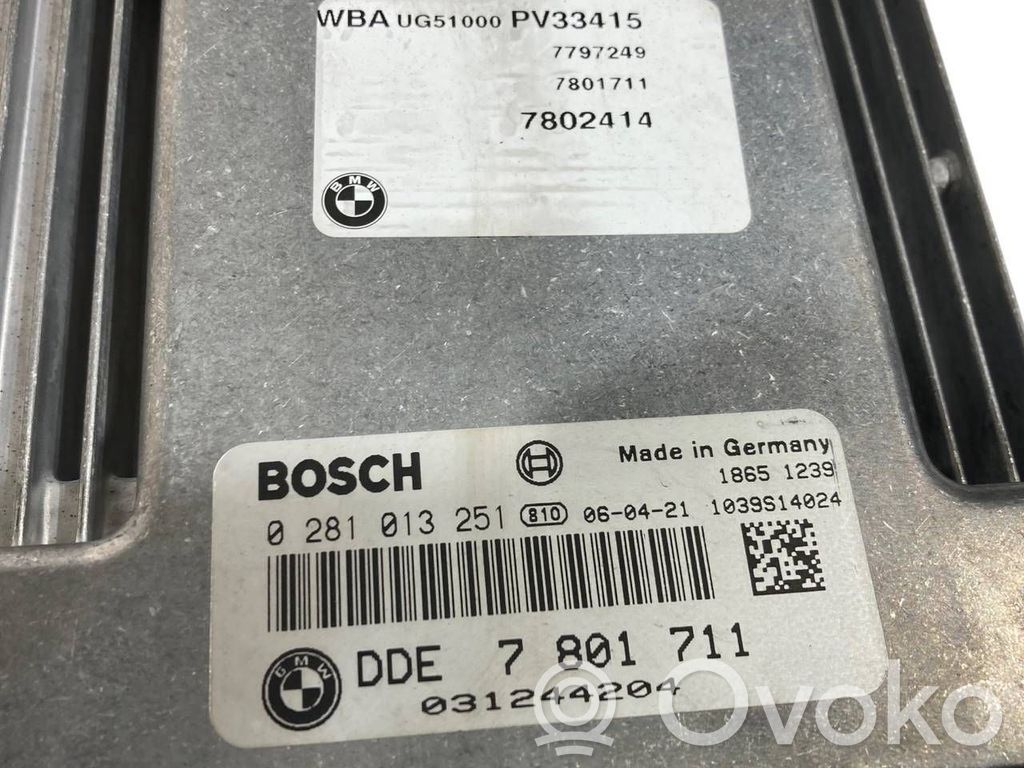 WBA UG51000 PV33415
7797249
7801711
7802414
BMW
BOSCH
Made in Germany
1865 1239
0 281 013 251 810 06-04-21 1039S14024
BMW
DDE 7 801 711
031244204
Ovoko